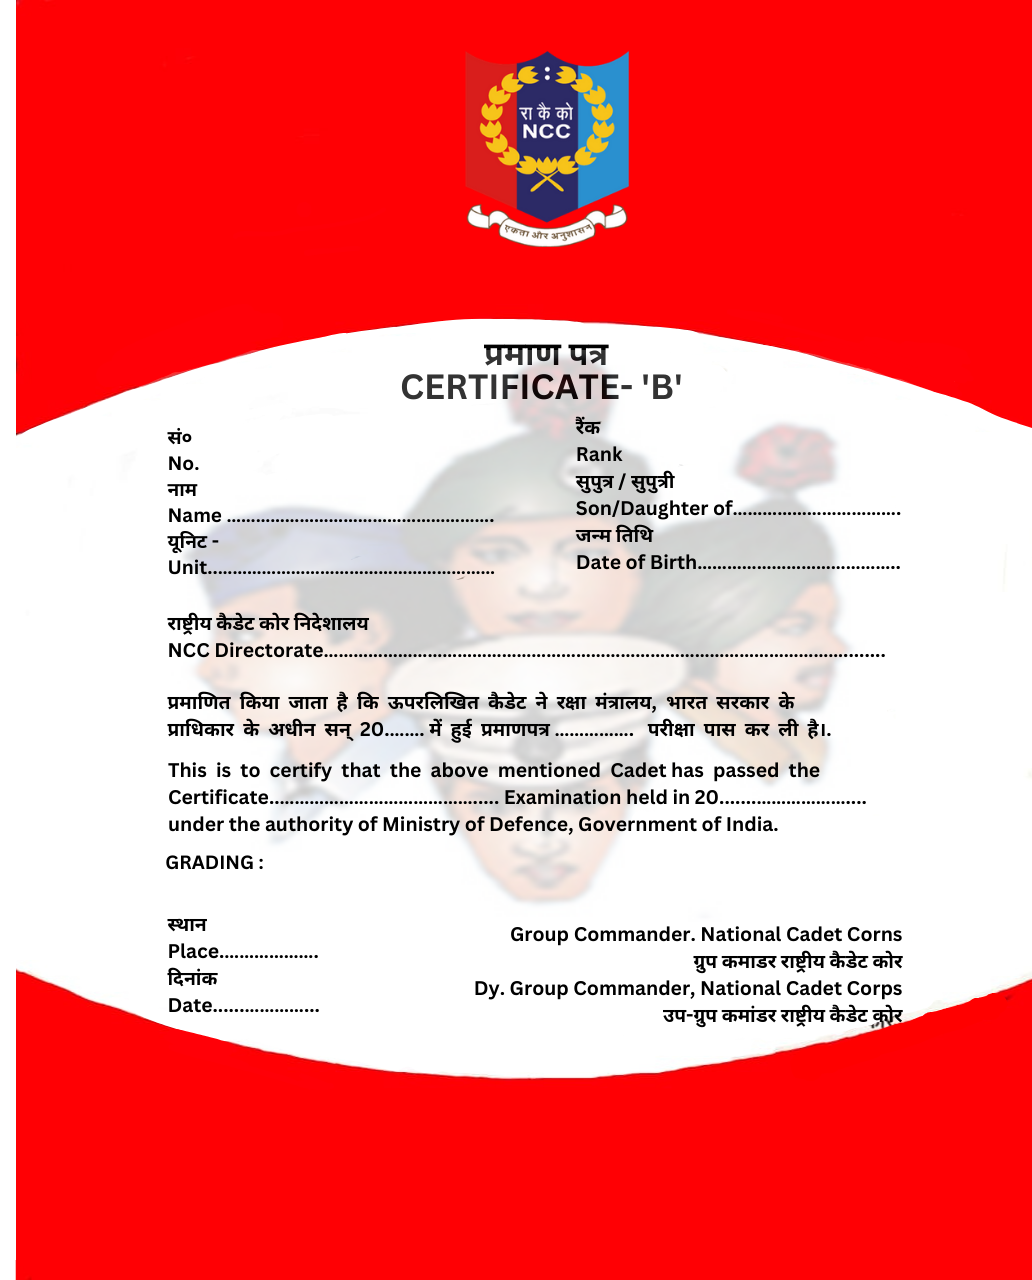 रा कै को
NCC
एकता और अनुशासन
प्रमाण पत्र
CERTIFICATE- 'B'
सं०
No.
नाम
Name ......................................................
यूनिट -
Unit..........................................................
रैंक
Rank
सुपुत्र / सुपुत्री
Son/Daughter of..................................
जन्म तिथि
Date of Birth.........................................
राष्ट्रीय कैडेट कोर निदेशालय
NCC Directorate.................................................................................................................
प्रमाणित किया जाता है कि ऊपरलिखित कैडेट ने रक्षा मंत्रालय, भारत सरकार के
प्राधिकार के अधीन सन् 20........ में हुई प्रमाणपत्र ................ परीक्षा पास कर ली है।.
This is to certify that the above mentioned Cadet has passed the
Certificate.............................................. Examination held in 20.............................
under the authority of Ministry of Defence, Government of India.
GRADING :
स्थान
Place....................
दिनांक
Date.....................
Group Commander. National Cadet Corns
ग्रुप कमाडर राष्ट्रीय कैडेट कोर
Dy. Group Commander, National Cadet Corps
उप-ग्रुप कमांडर राष्ट्रीय कैडेट कोर